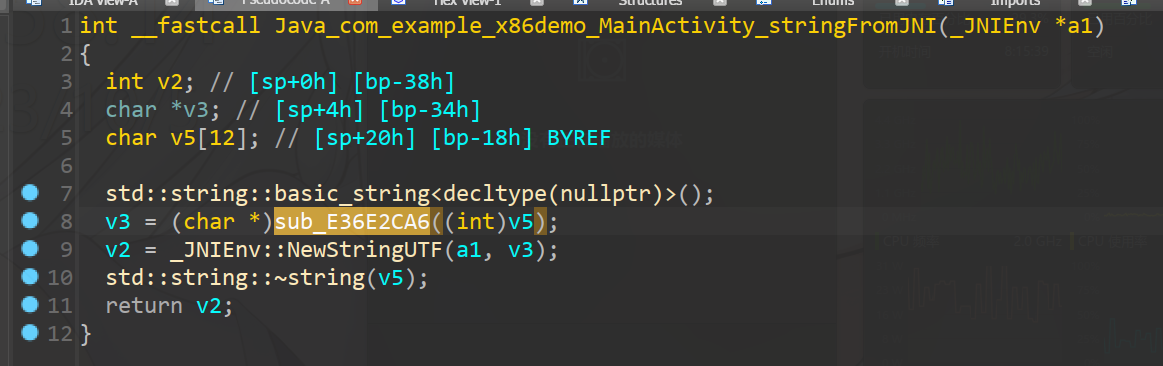 IDA View-A Pseudocode-A Hex View-1 Structures Enums Imports
1 int __fastcall Java_com_example_x86demo_MainActivity_stringFromJNI(_JNIEnv *a1)
2 {
3 int v2; // [sp+0h] [bp-38h]
4 char *v3; // [sp+4h] [bp-34h]
5 char v5[12]; // [sp+20h] [bp-18h] BYREF
6
7 std::string::basic_string<decltype(nullptr)>();
8 v3 = (char *)sub_E36E2CA6((int)v5);
9 v2 = _JNIEnv::NewStringUTF(a1, v3);
10 std::string::~string(v5);
11 return v2;
12 }